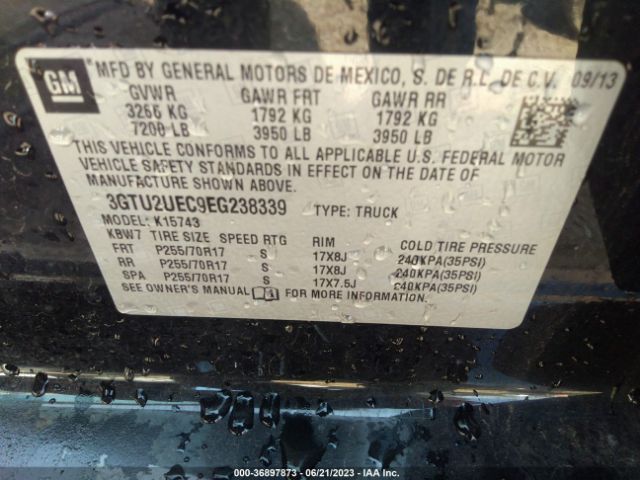 GM
MFD BY GENERAL MOTORS DE MEXICO, S. DE R.L. DE C.V. 09/13
GVWR GAWR FRT GAWR RR
3266 KG 1792 KG 1792 KG
7200 LB 3950 LB 3950 LB
THIS VEHICLE CONFORMS TO ALL APPLICABLE U.S. FEDERAL MOTOR
VEHICLE SAFETY STANDARDS IN EFFECT ON THE DATE OF
MANUFACTURE SHOWN ABOVE.
3GTU2UEC9EG238339 TYPE: TRUCK
MODEL: K15743
KBW7 TIRE SIZE SPEED RTG RIM COLD TIRE PRESSURE
FRT P255/70R17 S 17X8J 240KPA(35PSI)
RR P255/70R17 S 17X8J 240KPA(35PSI)
SPA P255/70R17 S 17X7.5J 240KPA(35PSI)
SEE OWNER'S MANUAL FOR MORE INFORMATION.
000-36897873 - 06/21/2023 - IAA Inc.